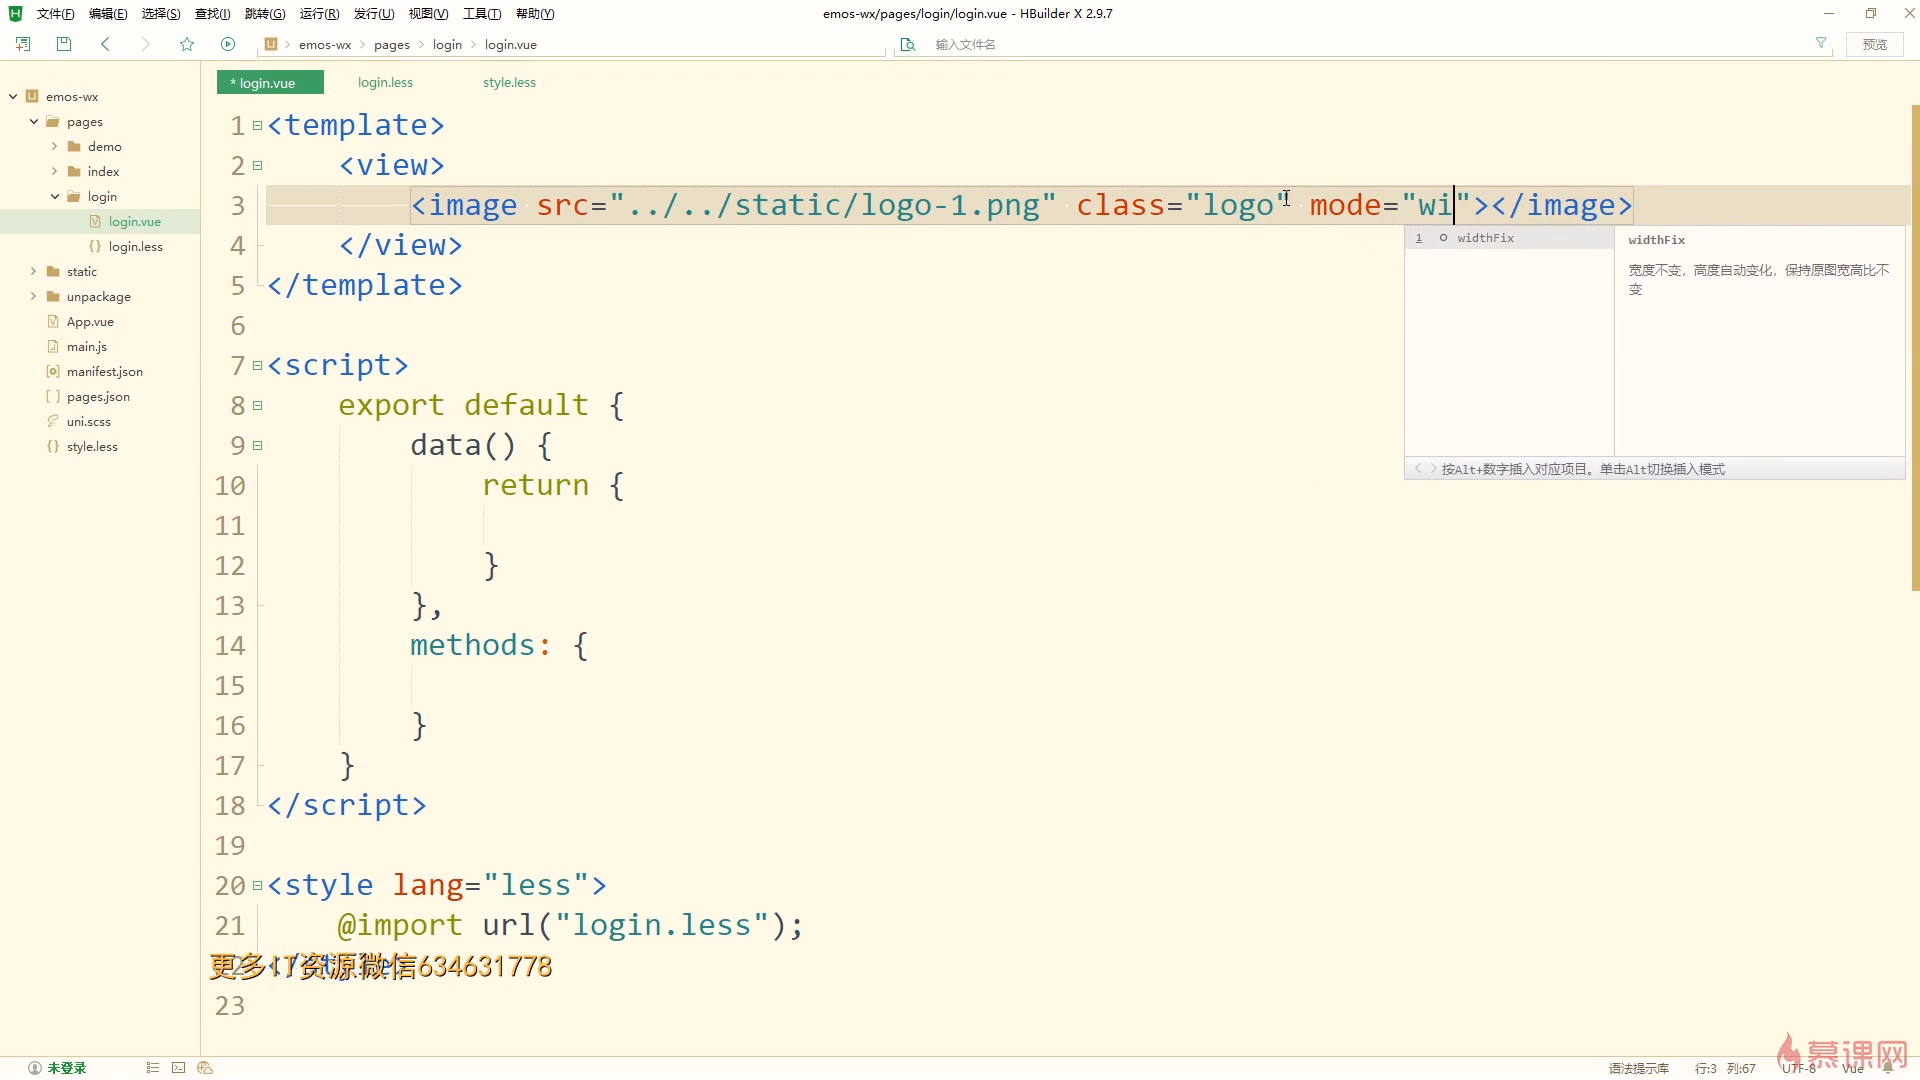 文件(F) 编辑(E) 选择(S) 查找(I) 跳转(G) 运行(R) 发行(U) 视图(V) 工具(T) 帮助(Y)
emos-wx/pages/login/login.vue - HBuilder X 2.9.7
emos-wx pages login login.vue
输入文件名
预览
* login.vue login.less style.less
emos-wx
pages
demo
index
login
login.vue
login.less
static
unpackage
App.vue
main.js
manifest.json
pages.json
uni.scss
style.less
1 <template>
2 <view>
3 <image src="../../static/logo-1.png" class="logo" mode="wi"></image>
4 </view>
5 </template>
6
7 <script>
8 export default {
9 data() {
10 return {
11
12 }
13 },
14 methods: {
15
16 }
17 }
18 </script>
19
20 <style lang="less">
21 @import url("login.less");
更多IT资源微信634631778
23
1 widthFix
widthFix
宽度不变，高度自动变化，保持原图宽高比不
变
按Alt+数字插入对应项目。单击Alt切换插入模式
未登录
语法提示库 行:3 列:67 UTF-8 Vue
慕课网